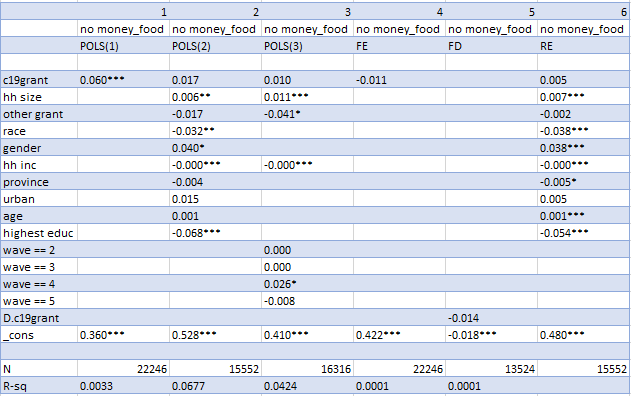 1 2 3 4 5 6
no money_food no money_food no money_food no money_food no money_food no money_food
POLS(1) POLS(2) POLS(3) FE FD RE
c19grant 0.060*** 0.017 0.010 -0.011 0.005
hh size 0.006** 0.011*** 0.007***
other grant -0.017 -0.041* -0.002
race -0.032** -0.038***
gender 0.040* 0.038***
hh inc -0.000*** -0.000*** -0.000***
province -0.004 -0.005*
urban 0.015 0.005
age 0.001 0.001***
highest educ -0.068*** -0.054***
wave == 2 0.000
wave == 3 0.000
wave == 4 0.026*
wave == 5 -0.008
D.c19grant -0.014
_cons 0.360*** 0.528*** 0.410*** 0.422*** -0.018*** 0.480***
N 22246 15552 16316 22246 13524 15552
R-sq 0.0033 0.0677 0.0424 0.0001 0.0001